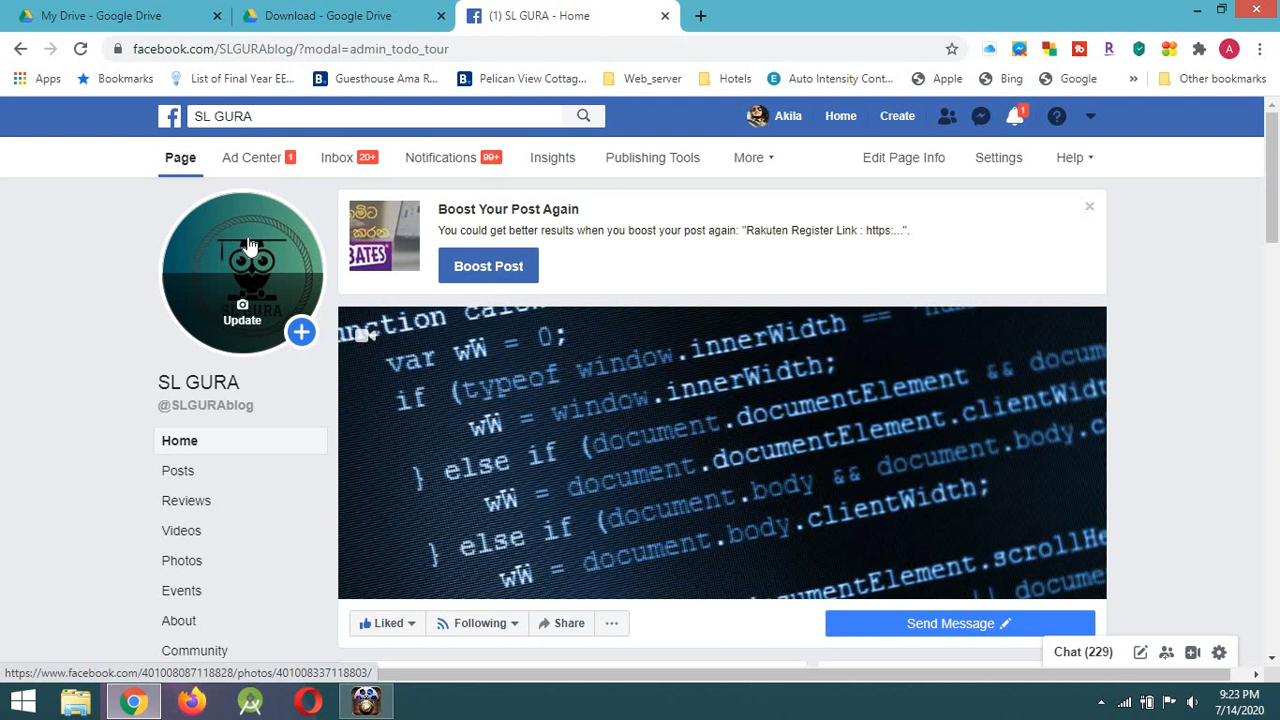 My Drive - Google Drive
Download - Google Drive
(1) SL GURA - Home
facebook.com/SLGURAblog/?modal=admin_todo_tour
A
Apps
Bookmarks
List of Final Year EE...
Guesthouse Ama R...
Pelican View Cottag...
Web_server
Hotels
Auto Intensity Cont...
Apple
Bing
Google
»
Other bookmarks
SL GURA
Akila
Home
Create
1
Page
Ad Center 1
Inbox 20+
Notifications 99+
Insights
Publishing Tools
More
Edit Page Info
Settings
Help
Boost Your Post Again
You could get better results when you boost your post again: "Rakuten Register Link : https:...".
Boost Post
BATES
කරන
Update
SL GURA
@SLGURAblog
Home
Posts
Reviews
Videos
Photos
Events
About
Community
var wW = 0;
if (typeof window.innerWidth ==
wW = window.innerWidth;
} else if (document.documentElement && docum
wW = document.documentElement.clientWidth
} else if (document.body && document.body.c
wW = document.body.clientWidth;
documentElement.scrollHe
Liked
Following
Share
...
Send Message
Chat (229)
https://www.facebook.com/401008087118828/photos/401008337118803/
9:23 PM
7/14/2020